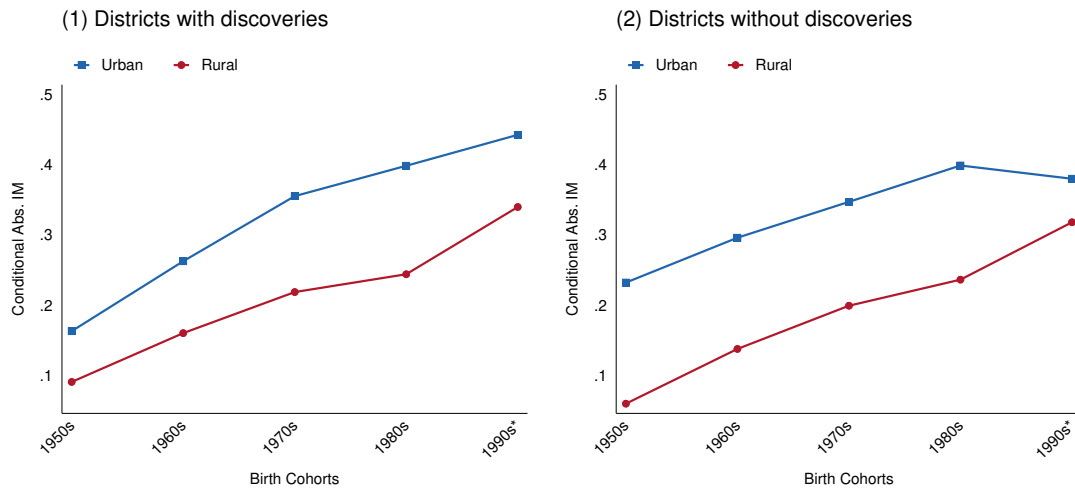 (1) Districts with discoveries
Urban Rural
.5
.4
.3
.2
.1
Conditional Abs. IM
1950s 1960s 1970s 1980s 1990s*
Birth Cohorts
(2) Districts without discoveries
Urban Rural
.5
.4
.3
.2
.1
Conditional Abs. IM
1950s 1960s 1970s 1980s 1990s*
Birth Cohorts